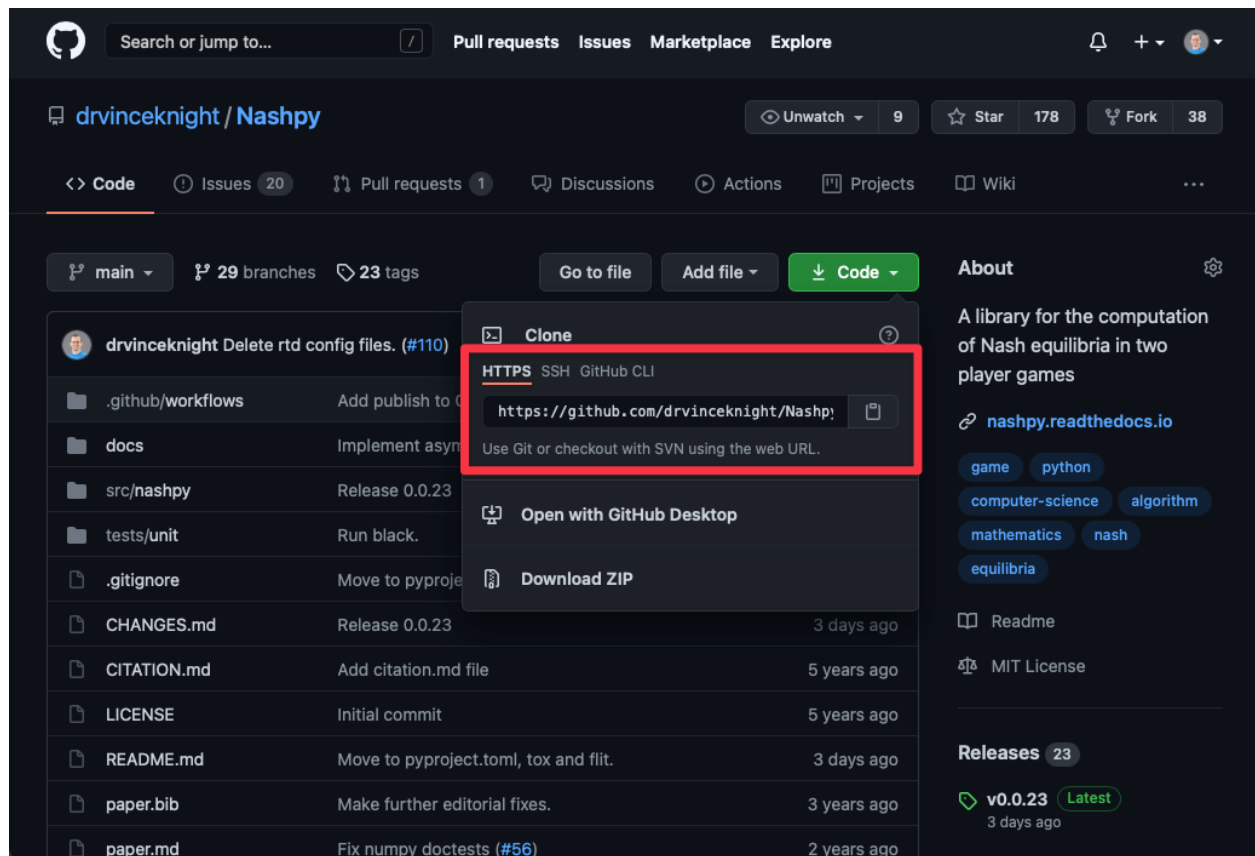 Search or jump to... / Pull requests Issues Marketplace Explore
drvinceknight / Nashpy Unwatch 9 Star 178 Fork 38
Code Issues 20 Pull requests 1 Discussions Actions Projects Wiki ...
main 29 branches 23 tags Go to file Add file Code
drvinceknight Delete rtd config files. (#110)
.github/workflows Add publish to
docs Implement
src/nashpy Release 0.0.23
tests/unit Run black.
.gitignore Move to
CHANGES.md Release 0.0.23 3 days ago
CITATION.md Add citation.md file 5 years ago
LICENSE Initial commit 5 years ago
README.md Move to pyproject.toml, tox and flit. 3 days ago
paper.bib Make further editorial fixes. 3 years ago
paper.md Fix numpy doctests (#56) 2 years ago
Clone
HTTPS SSH GitHub CLI
https://github.com/drvinceknight/Nashpy
Use Git or checkout with SVN using the web URL.
Open with GitHub Desktop
Download ZIP
About
A library for the computation
of Nash equilibria in two
player games
nashpy.readthedocs.io
game python
computer-science algorithm
mathematics nash
equilibria
Readme
MIT License
Releases 23
v0.0.23 Latest
3 days ago